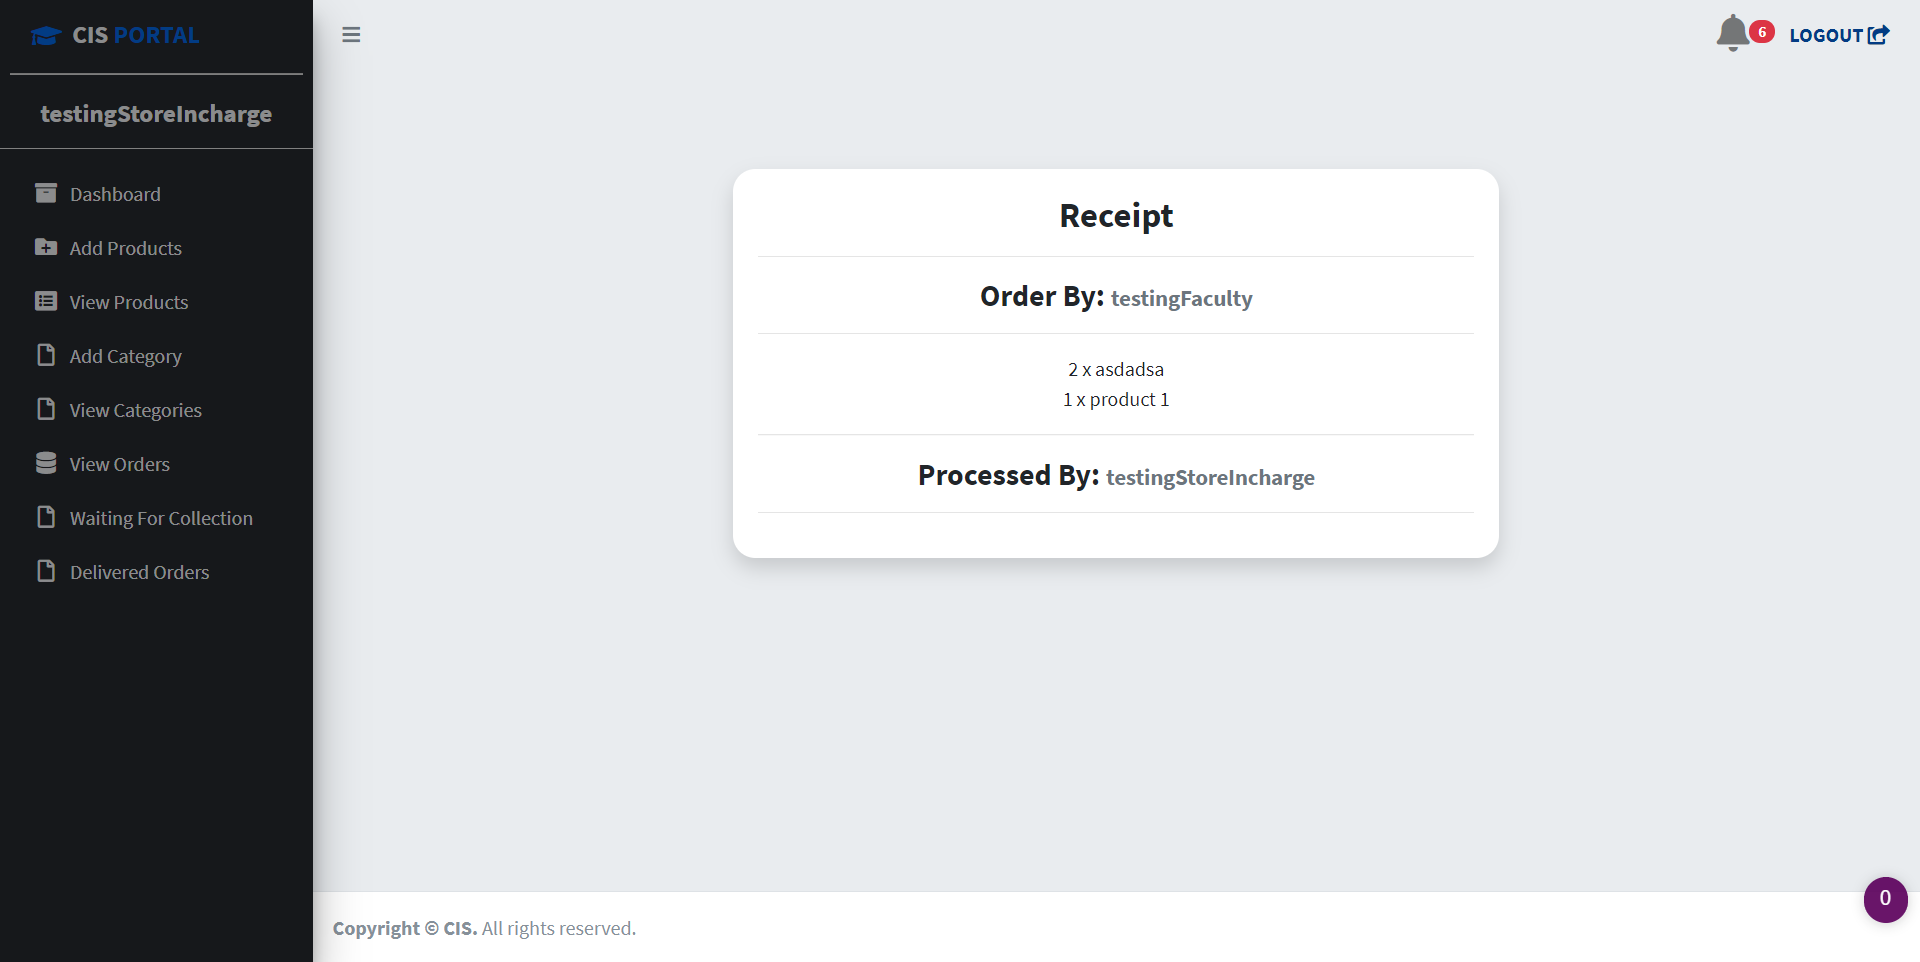 CIS PORTAL
testingStoreIncharge
Dashboard
Add Products
View Products
Add Category
View Categories
View Orders
Waiting For Collection
Delivered Orders
6
LOGOUT
Receipt
Order By: testingFaculty
2 x asdadsa
1 x product 1
Processed By: testingStoreIncharge
0
Copyright © CIS. All rights reserved.